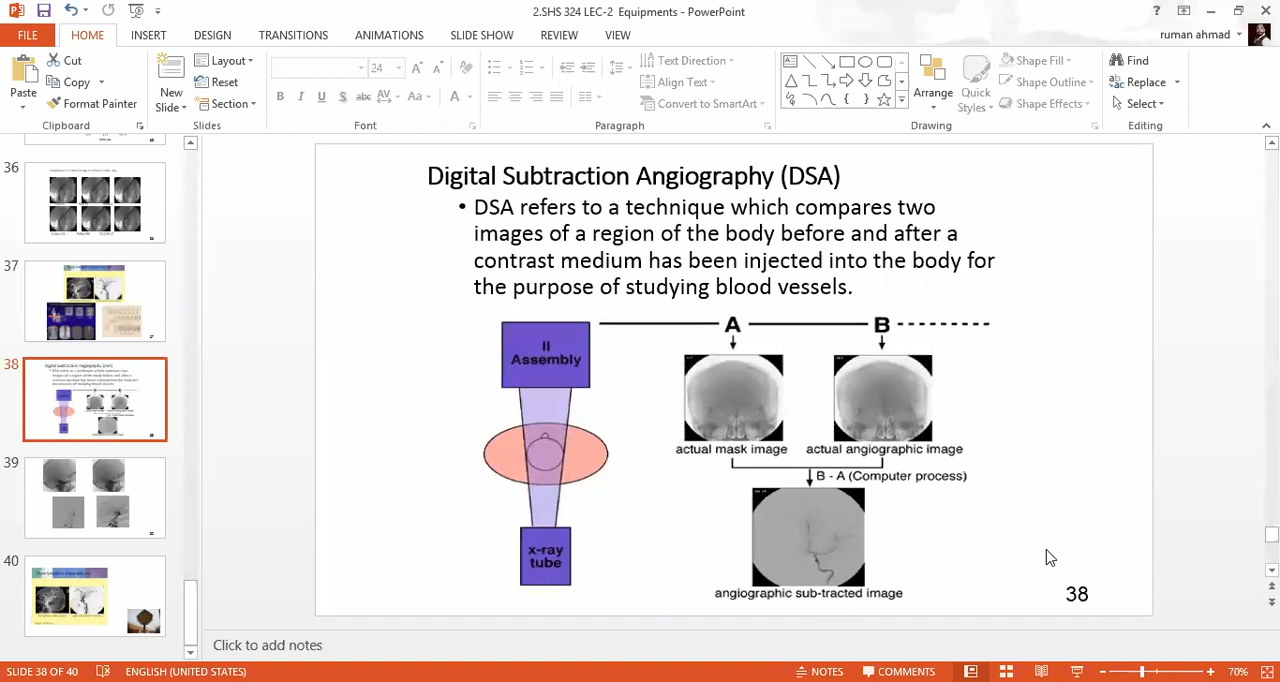 2.SHS 324 LEC-2 Equipments - PowerPoint
FILE HOME INSERT DESIGN TRANSITIONS ANIMATIONS SLIDE SHOW REVIEW VIEW ruman ahmad
Paste
Cut
Copy
Format Painter
Clipboard
New
Slide
Layout
Reset
Section
Slides
24
B I U S abc AV Aa A
Font
Text Direction
Align Text
Convert to SmartArt
Paragraph
Arrange
Quick
Styles
Shape Fill
Shape Outline
Shape Effects
Drawing
Find
Replace
Select
Editing
36
37
38
39
40
Digital Subtraction Angiography (DSA)
• DSA refers to a technique which compares two
images of a region of the body before and after a
contrast medium has been injected into the body for
the purpose of studying blood vessels.
II
Assembly
x-ray
tube
A
B
actual mask image
actual angiographic image
B - A (Computer process)
angiographic sub-tracted image
38
Click to add notes
SLIDE 38 OF 40 ENGLISH (UNITED STATES) NOTES COMMENTS 70%